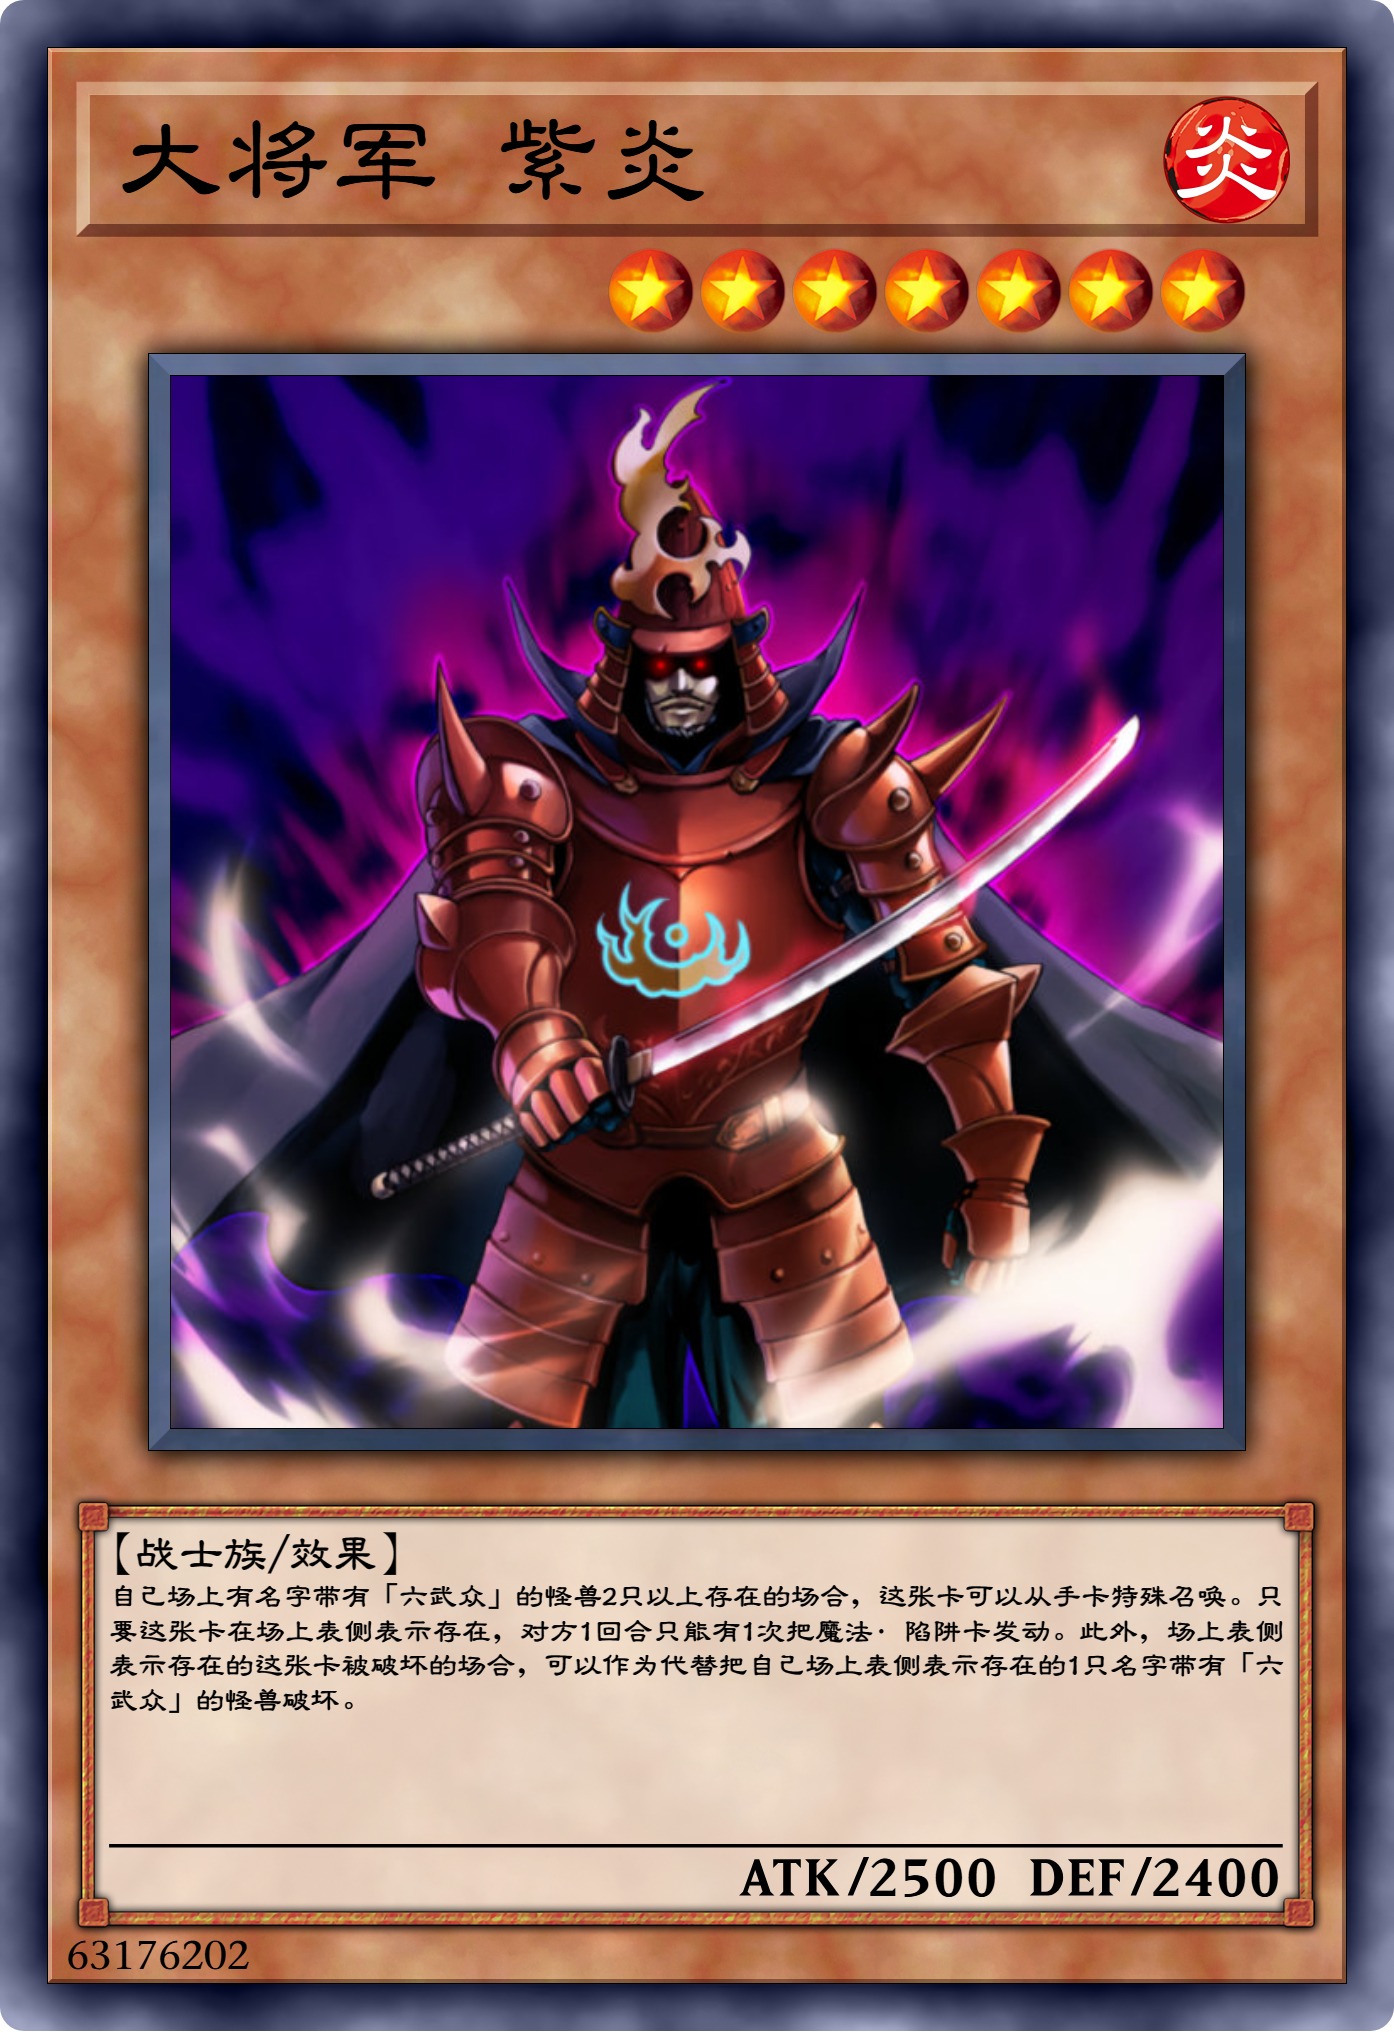 大将军 紫炎
炎
【战士族/效果】
自己场上有名字带有「六武众」的怪兽2只以上存在的场合，这张卡可以从手卡特殊召唤。只
要这张卡在场上表侧表示存在，对方1回合只能有1次把魔法·陷阱卡发动。此外，场上表侧
表示存在的这张卡被破坏的场合，可以作为代替把自己场上表侧表示存在的1只名字带有「六
武众」的怪兽破坏。
ATK/2500 DEF/2400
63176202